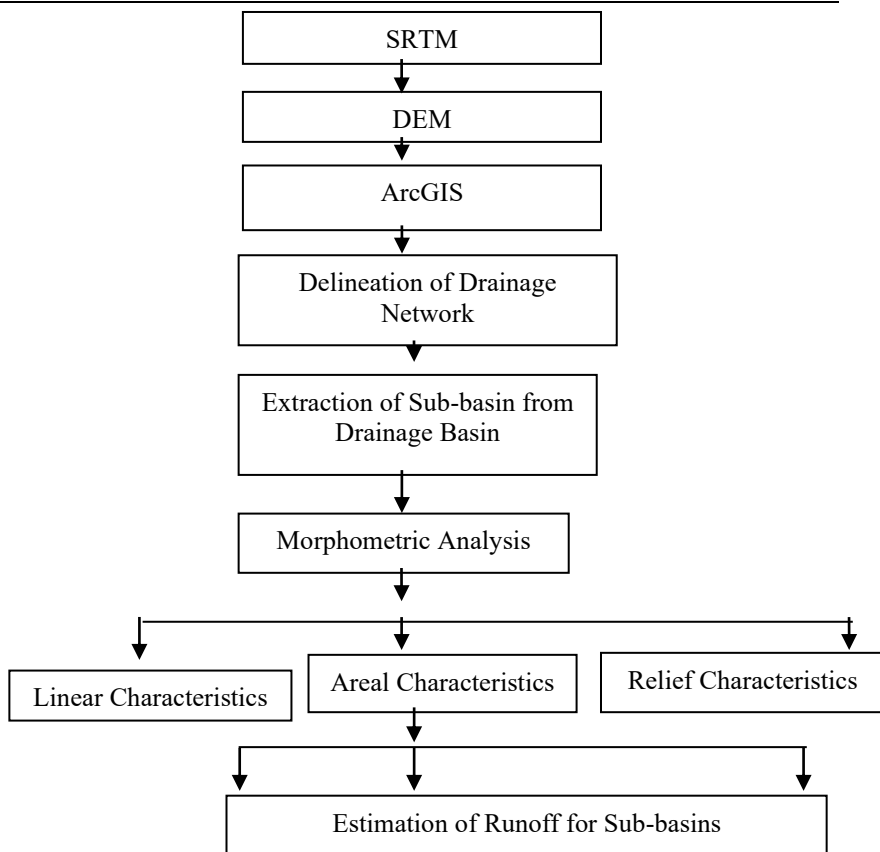 SRTM
DEM
ArcGIS
Delineation of Drainage
Network
Extraction of Sub-basin from
Drainage Basin
Morphometric Analysis
Linear Characteristics
Areal Characteristics
Relief Characteristics
Estimation of Runoff for Sub-basins